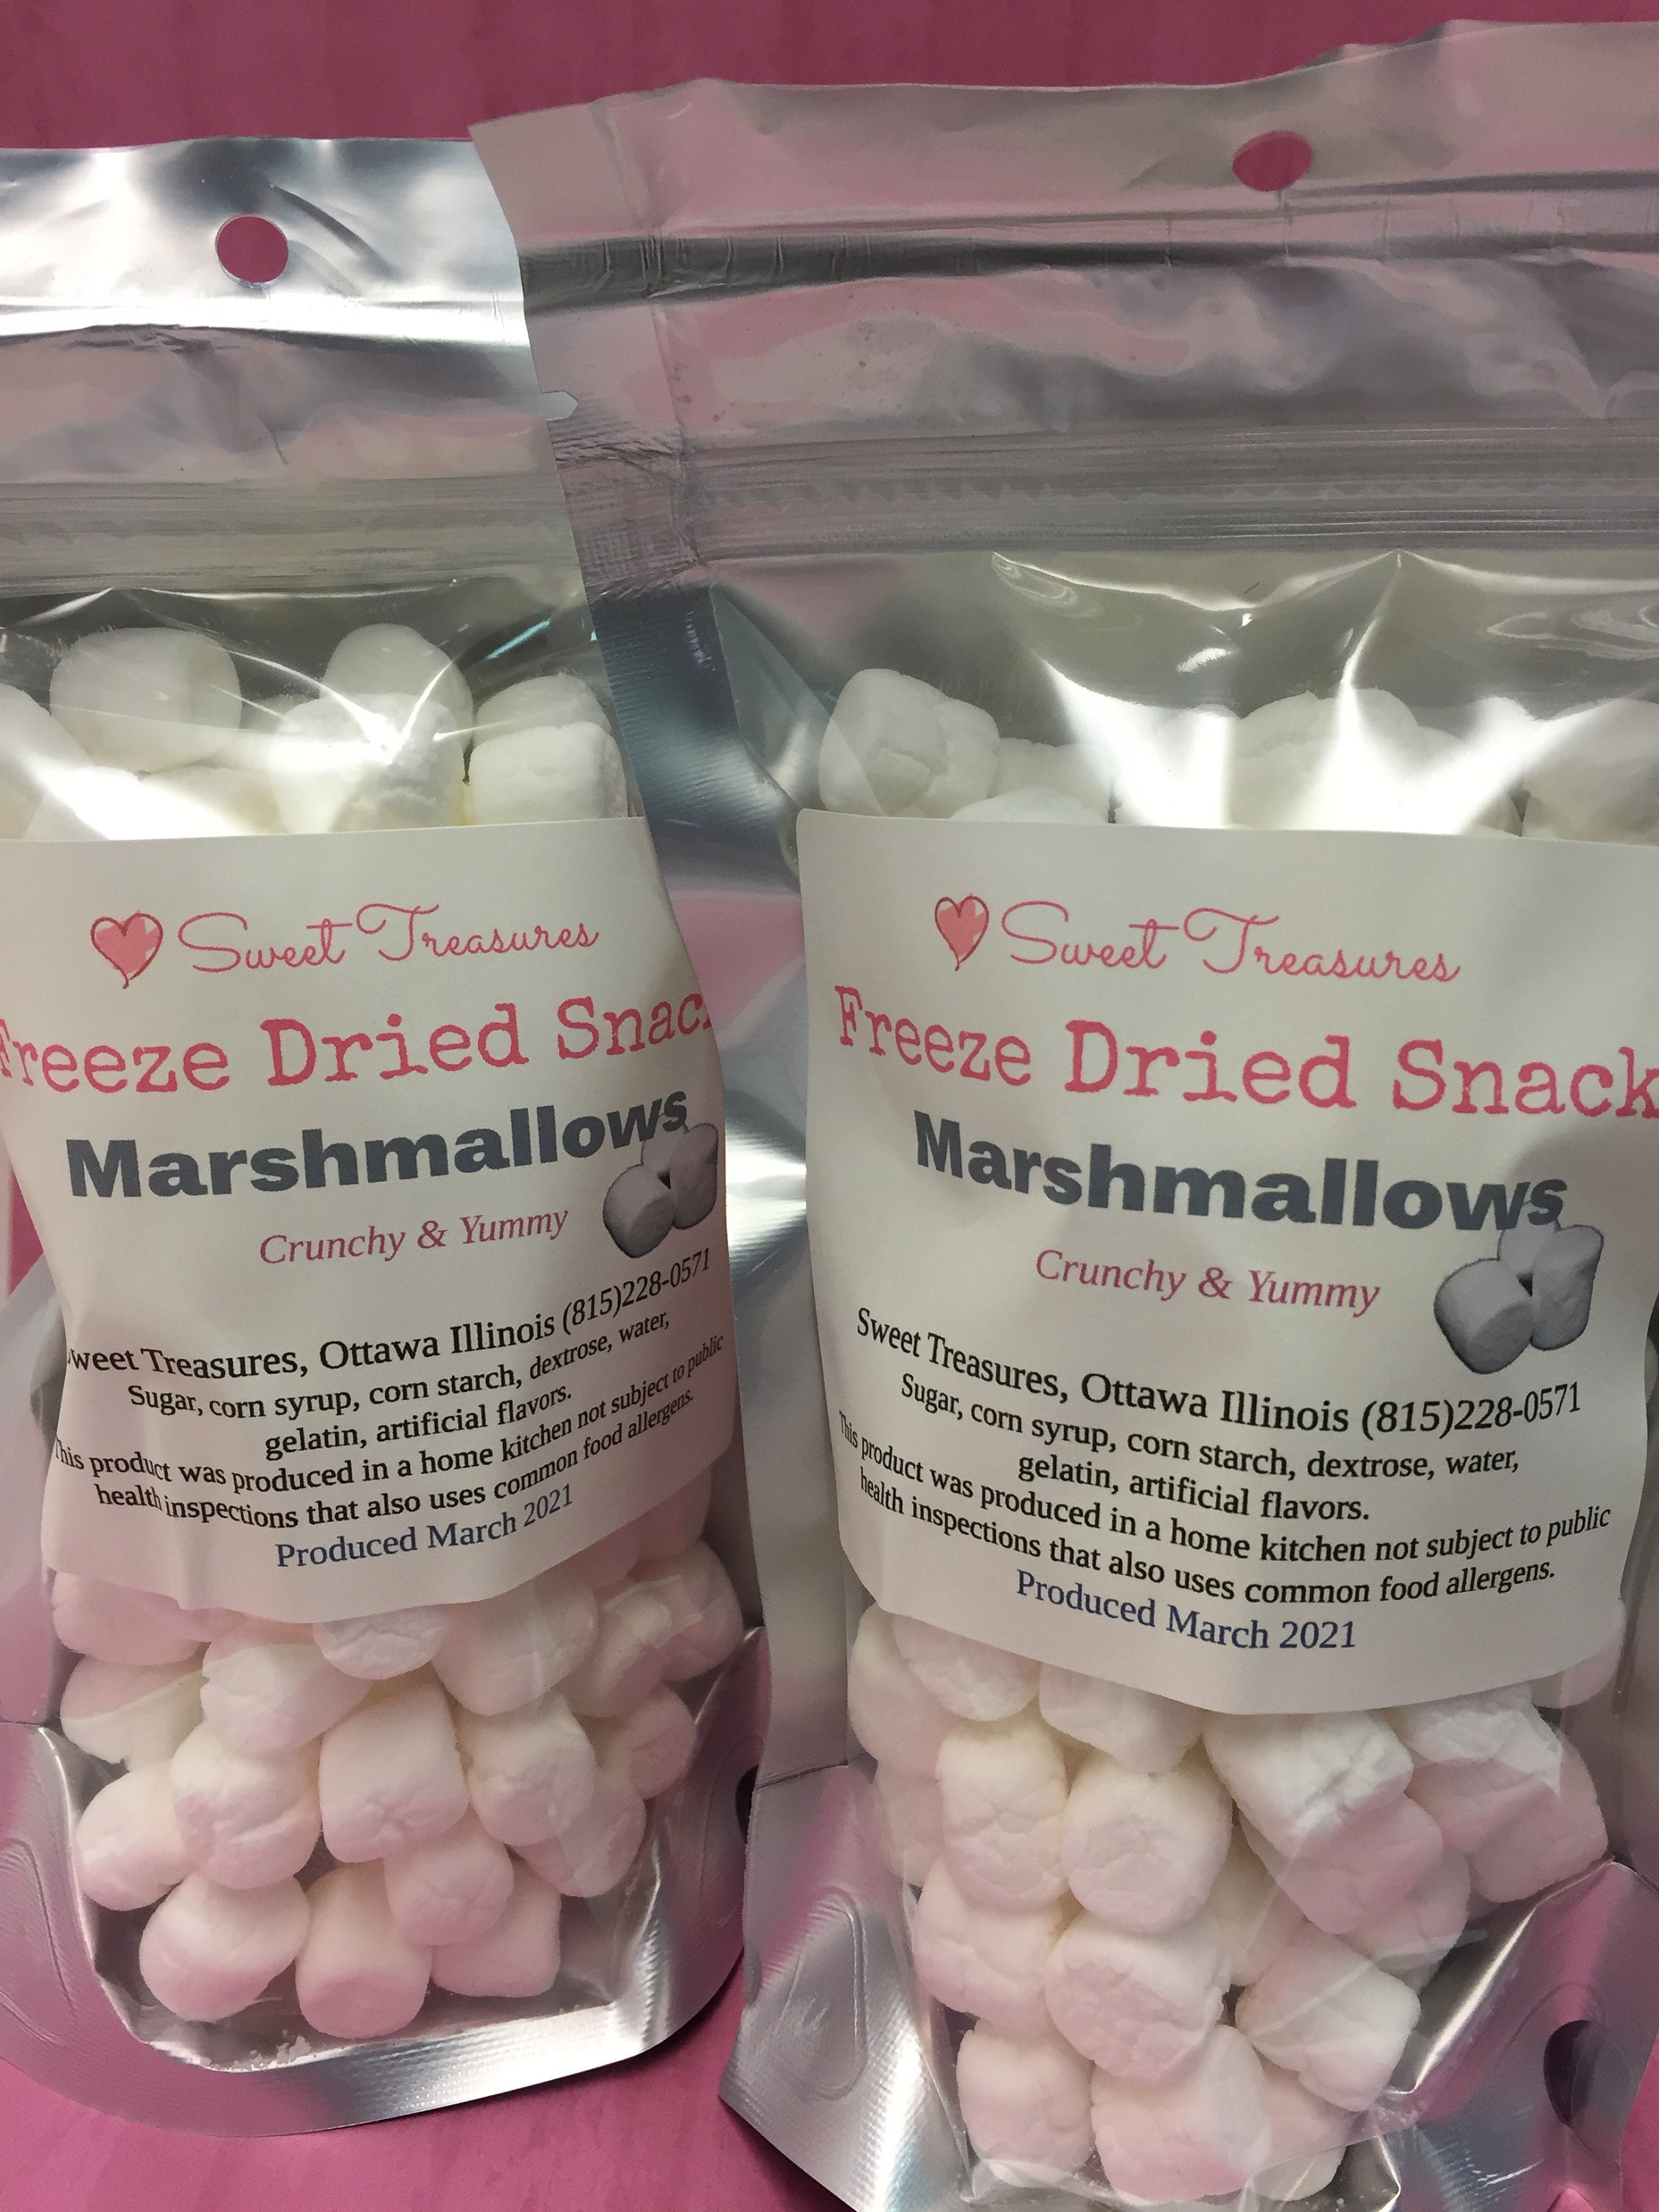 Sweet Treasures
Freeze Dried Snac
Marshmallows
Crunchy & Yummy
weet Treasures, Ottawa Illinois (815)228-0571
Sugar, corn syrup, corn starch, dextrose, water,
gelatin, artificial flavors.
This product was produced in a home kitchen not subject to public
health inspections that also uses common food allergens.
Produced March 2021
Sweet Treasures
Freeze Dried Snack
Marshmallows
Crunchy & Yummy
Sweet Treasures, Ottawa Illinois (815)228-0571
Sugar, corn syrup, corn starch, dextrose, water,
gelatin, artificial flavors.
This product was produced in a home kitchen not subject to public
health inspections that also uses common food allergens.
Produced March 2021